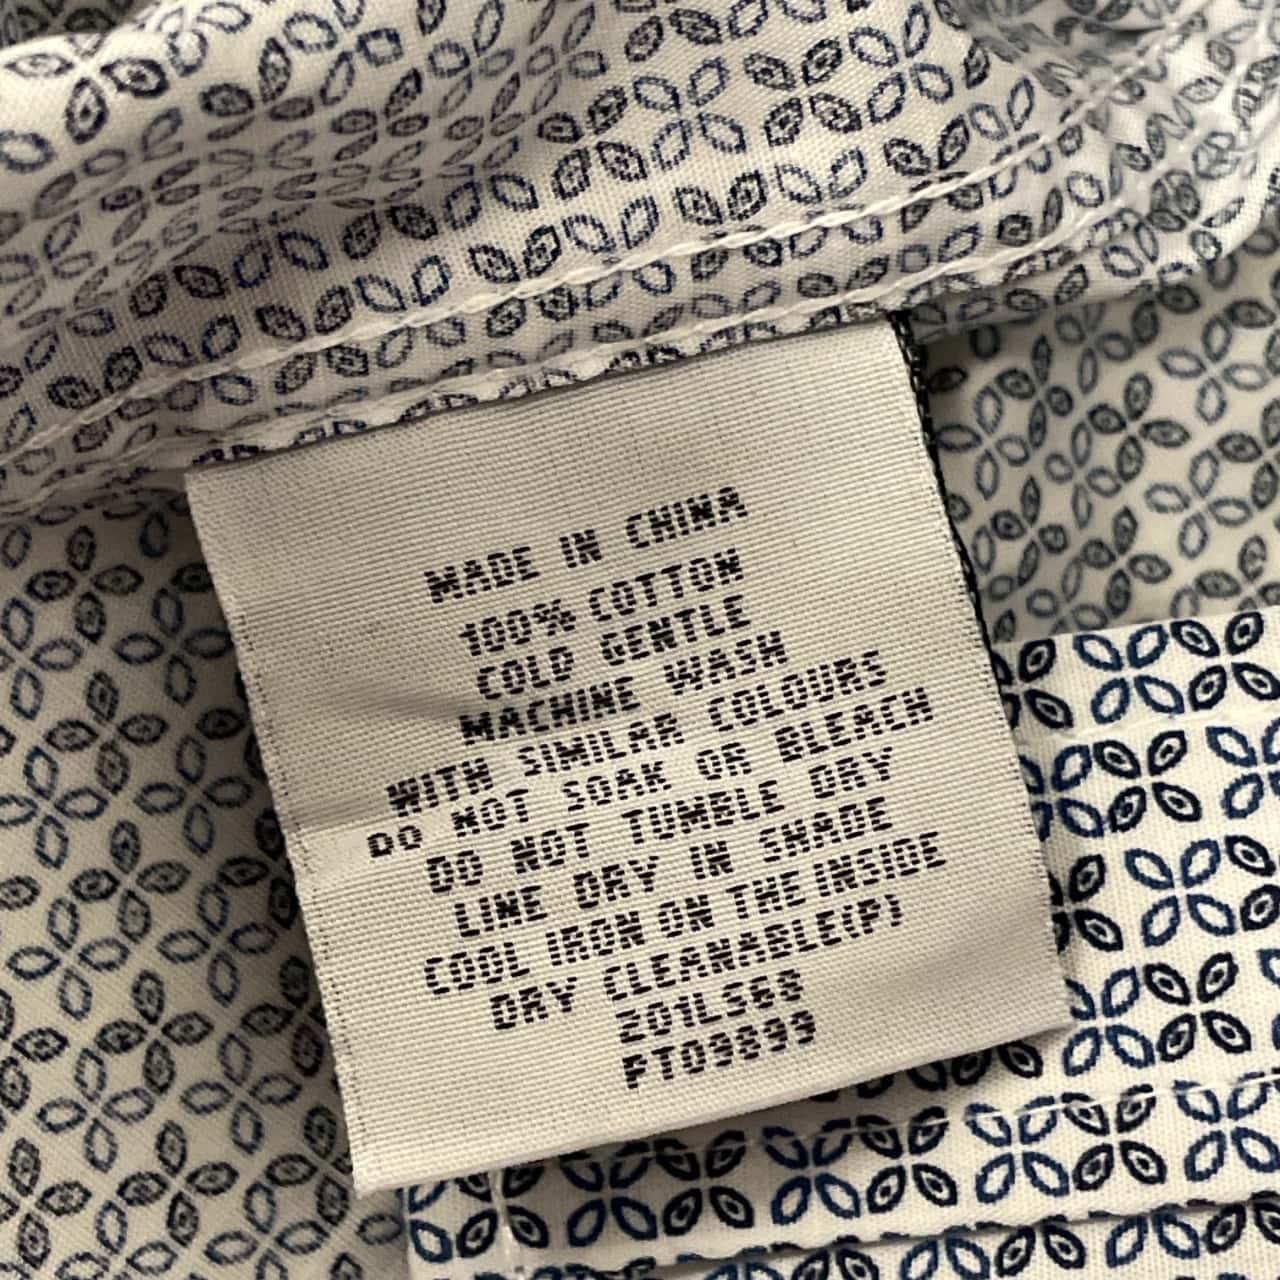 MADE IN CHINA
100% COTTON
COLD GENTLE
MACHINE WASH
WITH SIMILAR COLOURS
DO NOT SOAK OR BLEACH
DO NOT TUMBLE DRY
LINE DRY IN SHADE
COOL IRON ON THE INSIDE
DRY CLEANABLE(P)
201LS68
PT09899